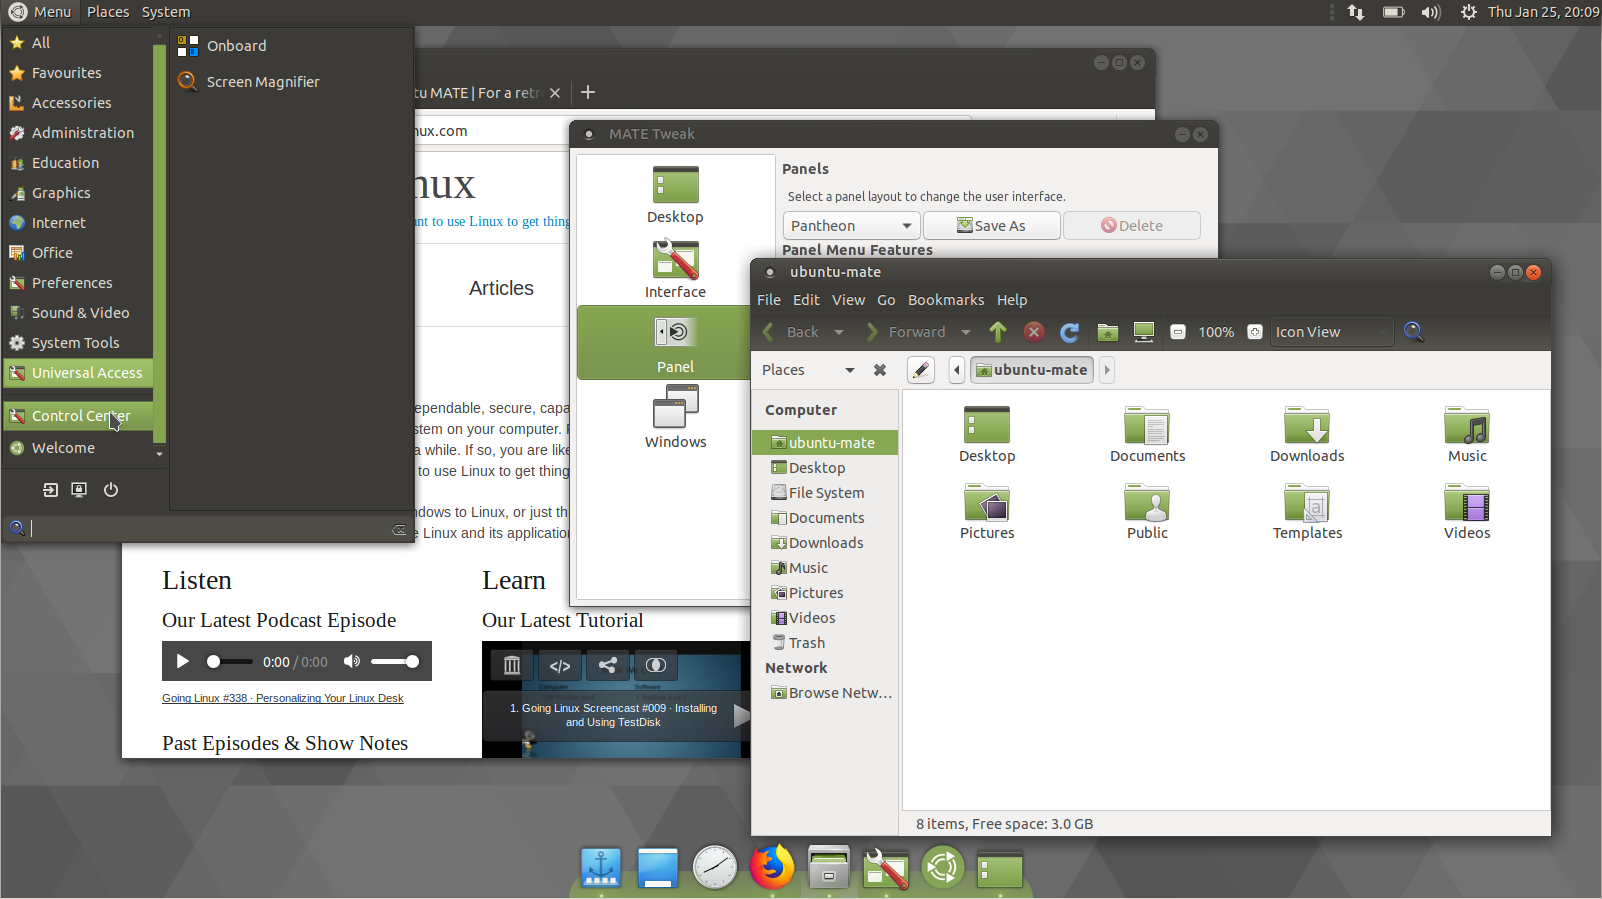 Menu Places System
Thu Jan 25, 20:09
All
Favourites
Accessories
Administration
Education
Graphics
Internet
Office
Preferences
Sound & Video
System Tools
Universal Access
Control Center
Welcome
Onboard
Screen Magnifier
tu MATE | For a retr
nux.com
nux
ant to use Linux to get thing
Articles
ependable, secure, capa
stem on your computer.
a while. If so, you are like
to use Linux to get thing
ndows to Linux, or just th
e Linux and its application
Listen
Our Latest Podcast Episode
0:00 / 0:00
Going Linux #338 · Personalizing Your Linux Desk
Past Episodes & Show Notes
Learn
Our Latest Tutorial
1. Going Linux Screencast #009 · Installing
and Using TestDisk
MATE Tweak
Desktop
Interface
Panel
Windows
Panels
Select a panel layout to change the user interface.
Pantheon Save As Delete
Panel Menu Features
ubuntu-mate
File Edit View Go Bookmarks Help
Back Forward 100% Icon View
Places ubuntu-mate
Computer
ubuntu-mate
Desktop
File System
Documents
Downloads
Music
Pictures
Videos
Trash
Network
Browse Netw...
Desktop Documents Downloads Music
Pictures Public Templates Videos
8 items, Free space: 3.0 GB